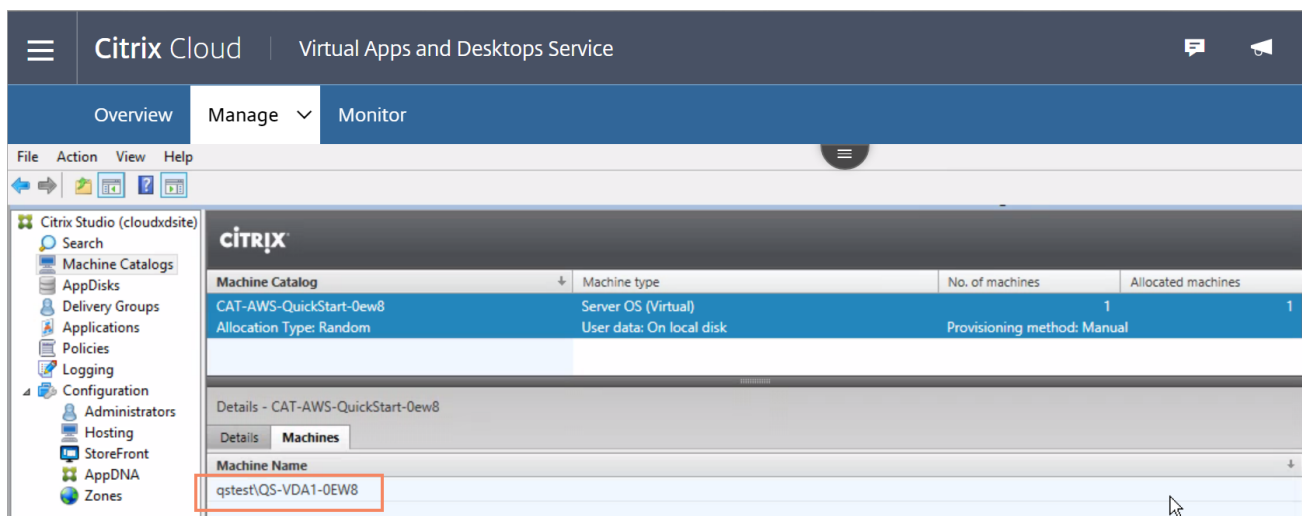 Citrix Cloud | Virtual Apps and Desktops Service
Overview Manage Monitor
File Action View Help
Citrix Studio (cloudxdsite)
Search
Machine Catalogs
AppDisks
Delivery Groups
Applications
Policies
Logging
Configuration
Administrators
Hosting
StoreFront
AppDNA
Zones
CITRIX
Machine Catalog Machine type No. of machines Allocated machines
CAT-AWS-QuickStart-0ew8 Server OS (Virtual) 1 1
Allocation Type: Random User data: On local disk Provisioning method: Manual
Details - CAT-AWS-QuickStart-0ew8
Details Machines
Machine Name
qstest\QS-VDA1-0EW8